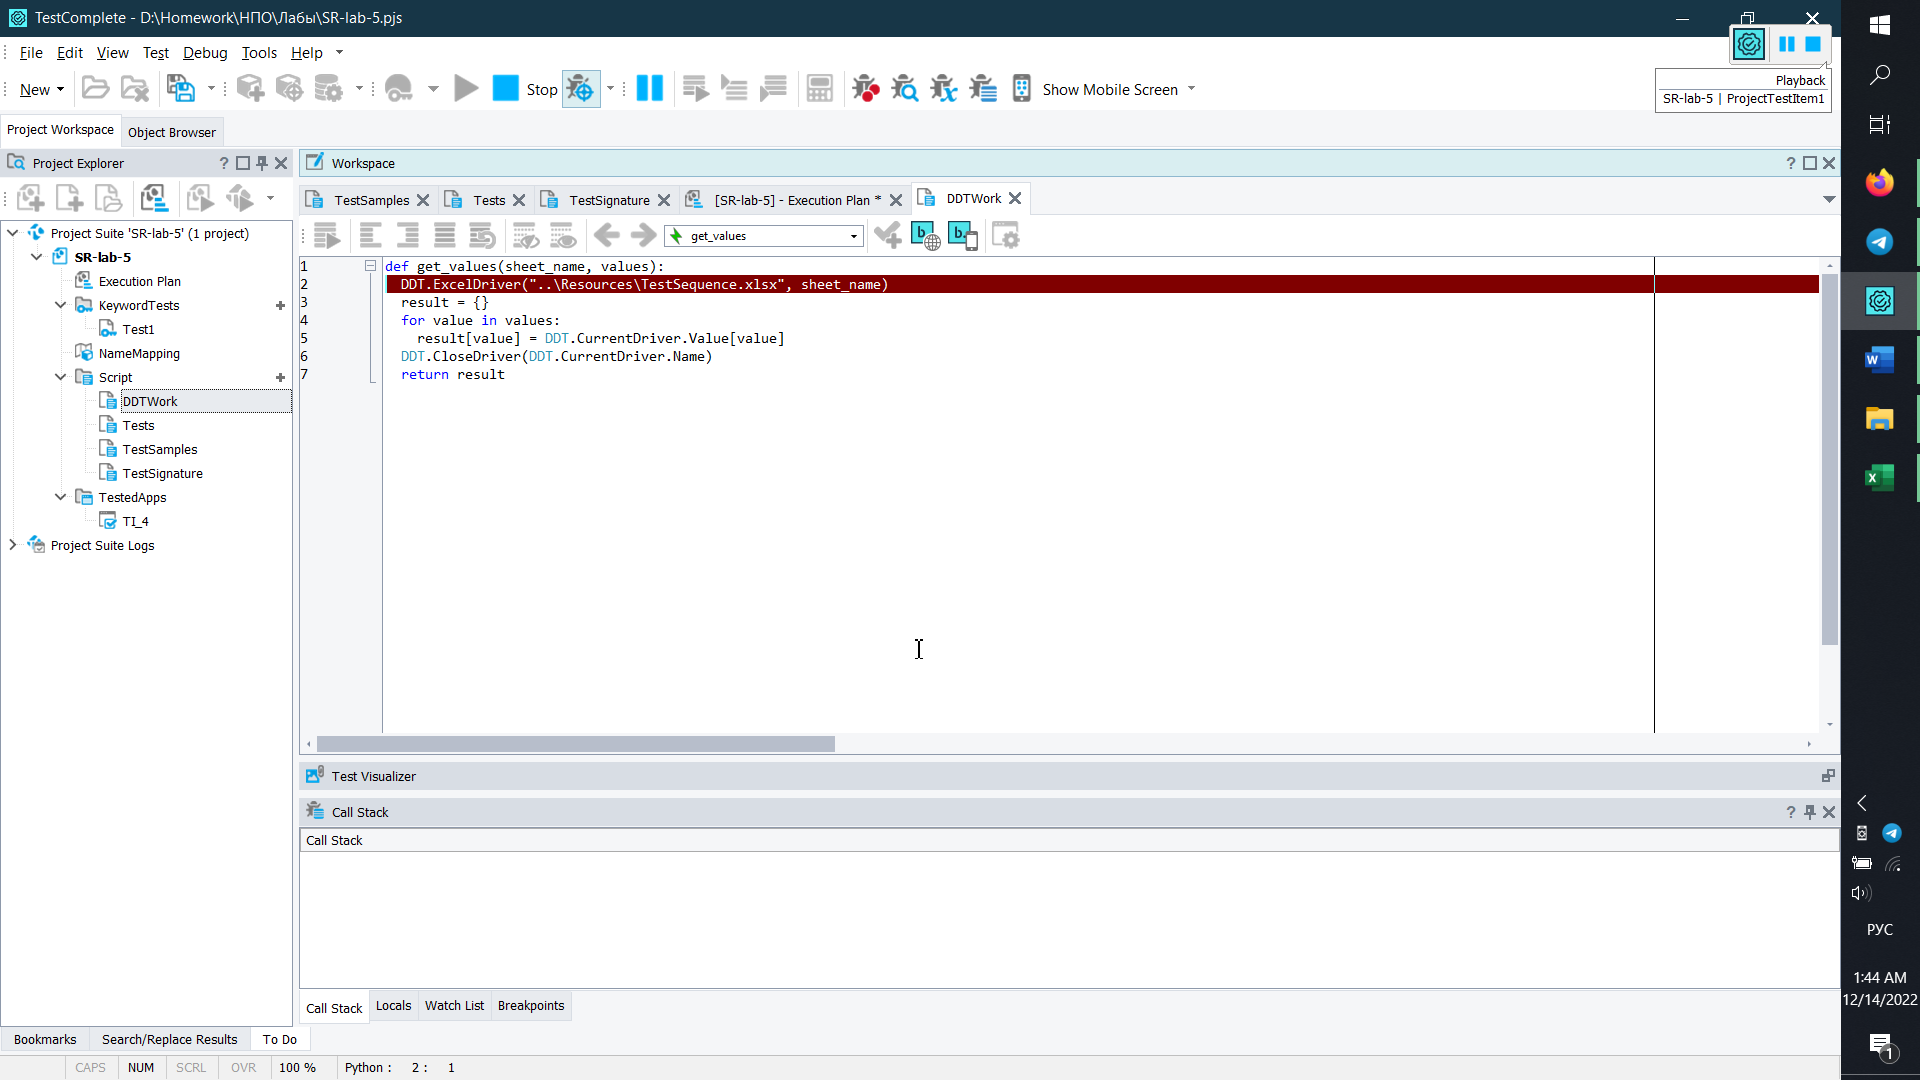 TestComplete - D:\Homework\НПО\Лабы\SR-lab-5.pjs
File Edit View Test Debug Tools Help
New
Stop
Show Mobile Screen
Playback
SR-lab-5 | ProjectTestItem1
Project Workspace
Object Browser
Project Explorer
?
Workspace
?
TestSamples
Tests
TestSignature
[SR-lab-5] - Execution Plan *
DDTWork
get_values
Project Suite 'SR-lab-5' (1 project)
SR-lab-5
Execution Plan
KeywordTests
Test1
NameMapping
Script
DDTWork
Tests
TestSamples
TestSignature
TestedApps
TI_4
Project Suite Logs
1 def get_values(sheet_name, values):
2 DDT.ExcelDriver("..\Resources\TestSequence.xlsx", sheet_name)
3 result = {}
4 for value in values:
5 result[value] = DDT.CurrentDriver.Value[value]
6 DDT.CloseDriver(DDT.CurrentDriver.Name)
7 return result
Test Visualizer
Call Stack
?
Call Stack
Call Stack
Locals
Watch List
Breakpoints
Bookmarks
Search/Replace Results
To Do
CAPS NUM SCRL OVR 100 % Python : 2 : 1
РУС
1:44 AM
12/14/2022
1